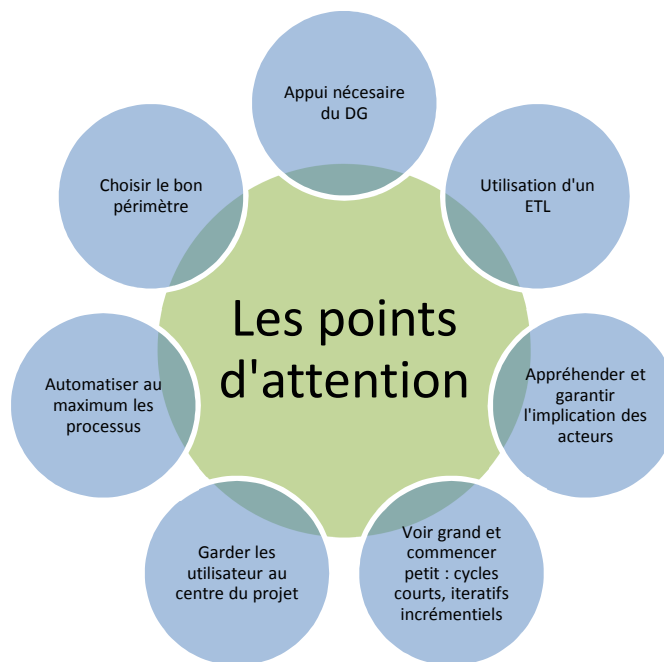 Appui nécesaire
du DG
Utilisation d'un
ETL
Appréhender et
garantir
l'implication des
acteurs
Voir grand et
commencer
petit : cycles
courts, iteratifs
incrémentiels
Garder les
utilisateur au
centre du projet
Automatiser au
maximum les
processus
Choisir le bon
périmètre
Les points
d'attention